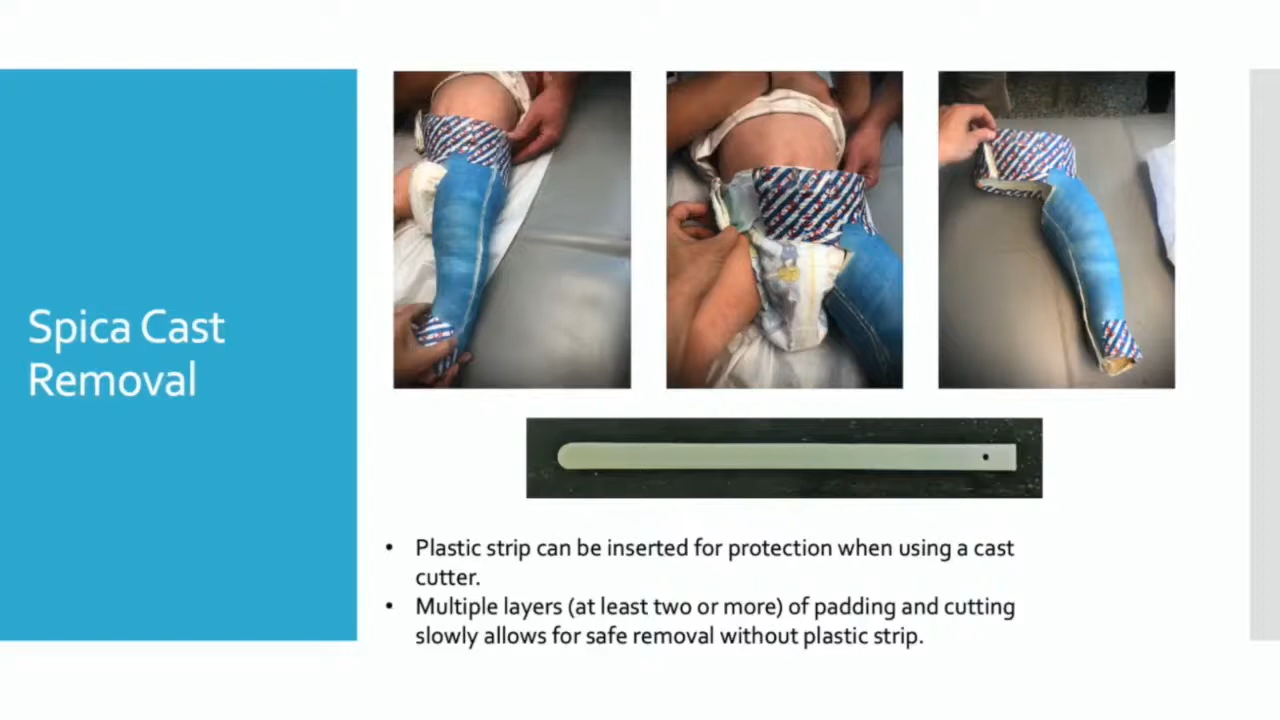 Spica Cast
Removal
• Plastic strip can be inserted for protection when using a cast
cutter.
• Multiple layers (at least two or more) of padding and cutting
slowly allows for safe removal without plastic strip.